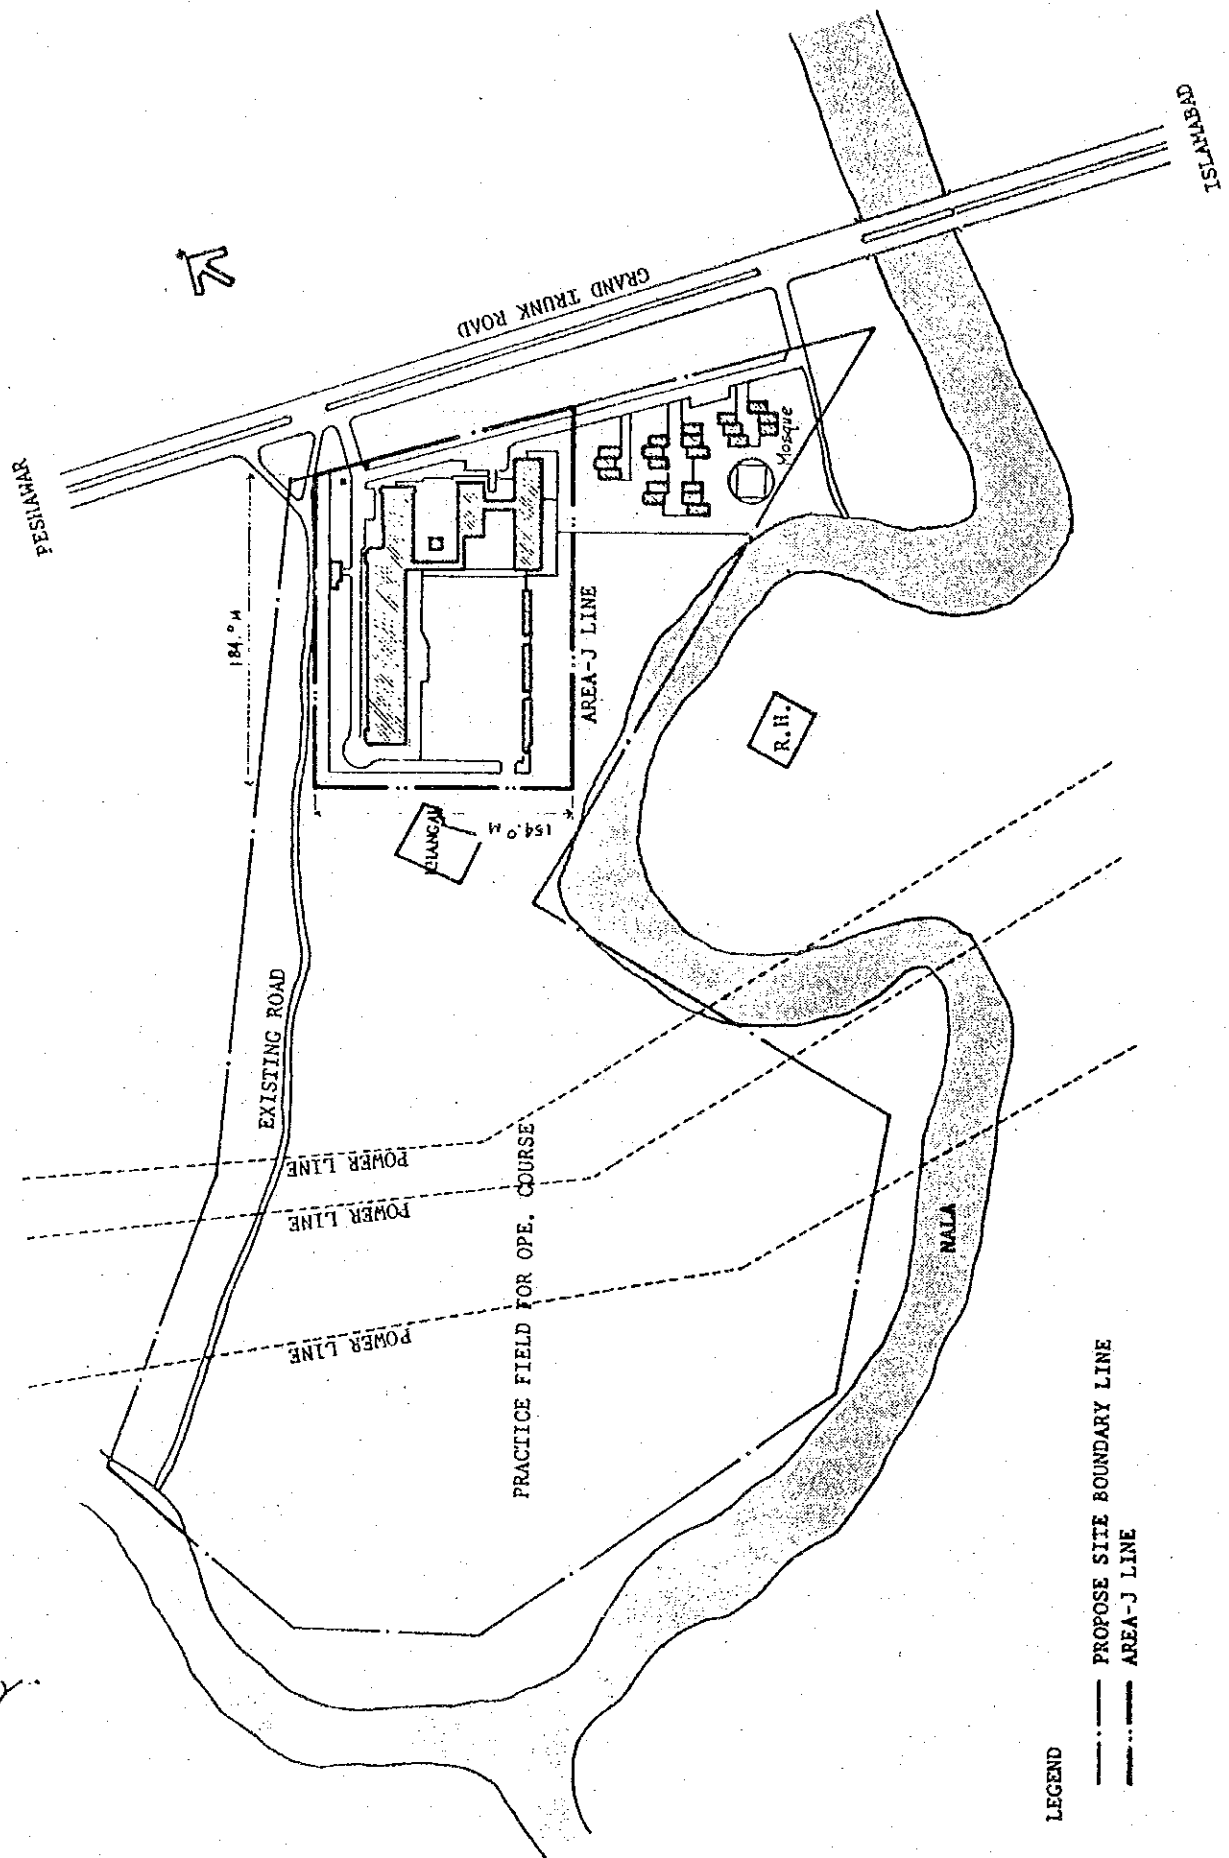 PESHAWAR
ISLAMABAD
GRAND TRUNK ROAD
184.0 M
154.0 M
AREA-J LINE
Mosque
R.H.
EXISTING ROAD
POWER LINE
POWER LINE
POWER LINE
PRACTICE FIELD FOR OPE. COURSE
NALA
LEGEND
PROPOSE SITE BOUNDARY LINE
AREA-J LINE